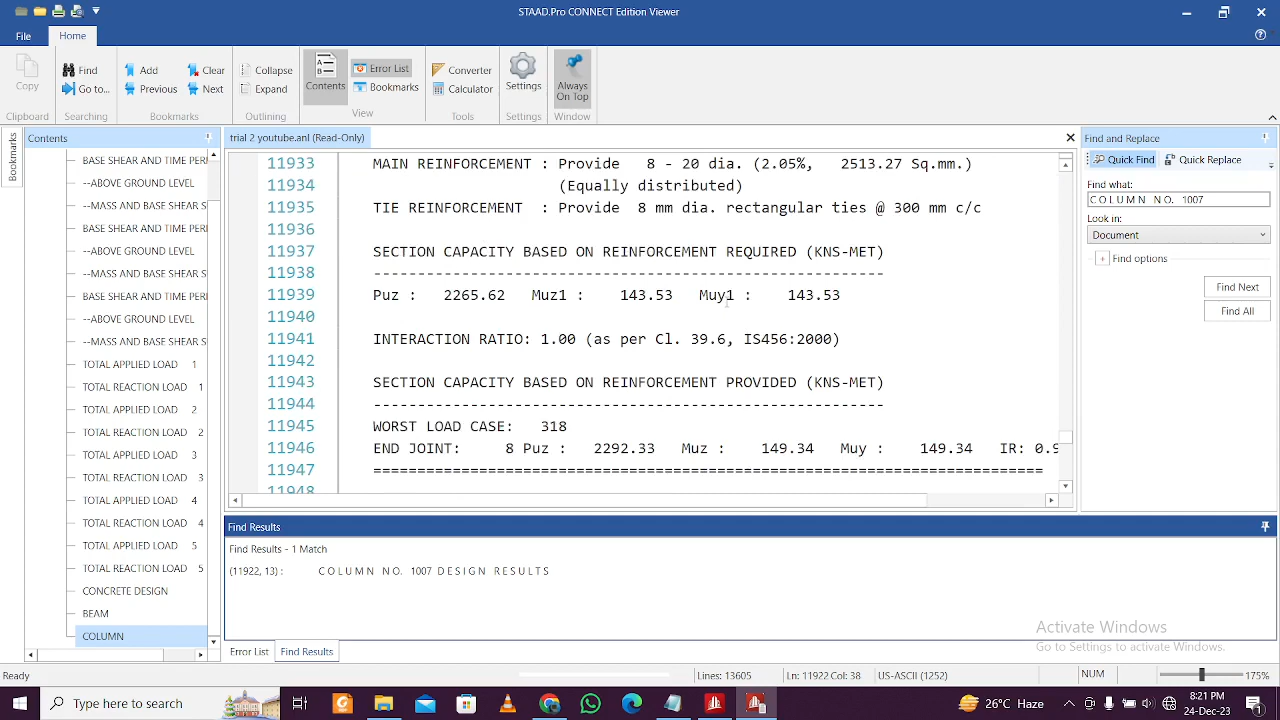 STAAD.Pro CONNECT Edition Viewer
File Home
Copy
Clipboard
Find
Go to...
Searching
Add Clear
Previous Next
Bookmarks
Collapse
Expand
Outlining
Contents
Error List
Bookmarks
View
Converter
Calculator
Tools
Settings
Settings
Always On Top
Window
Bookmarks
Contents
BASE SHEAR AND TIME PERI
--ABOVE GROUND LEVEL
--MASS AND BASE SHEAR S
BASE SHEAR AND TIME PERI
--ABOVE GROUND LEVEL
--MASS AND BASE SHEAR S
BASE SHEAR AND TIME PERI
--ABOVE GROUND LEVEL
--MASS AND BASE SHEAR S
TOTAL APPLIED LOAD 1
TOTAL REACTION LOAD 1
TOTAL APPLIED LOAD 2
TOTAL REACTION LOAD 2
TOTAL APPLIED LOAD 3
TOTAL REACTION LOAD 3
TOTAL APPLIED LOAD 4
TOTAL REACTION LOAD 4
TOTAL APPLIED LOAD 5
TOTAL REACTION LOAD 5
CONCRETE DESIGN
BEAM
COLUMN
trial 2 youtube.anl (Read-Only)
11933 MAIN REINFORCEMENT : Provide 8 - 20 dia. (2.05%, 2513.27 Sq.mm.)
11934 (Equally distributed)
11935 TIE REINFORCEMENT : Provide 8 mm dia. rectangular ties @ 300 mm c/c
11936
11937 SECTION CAPACITY BASED ON REINFORCEMENT REQUIRED (KNS-MET)
11938 ----------------------------------------------------------
11939 Puz : 2265.62 Muz1 : 143.53 Muy1 : 143.53
11940
11941 INTERACTION RATIO: 1.00 (as per Cl. 39.6, IS456:2000)
11942
11943 SECTION CAPACITY BASED ON REINFORCEMENT PROVIDED (KNS-MET)
11944 ----------------------------------------------------------
11945 WORST LOAD CASE: 318
11946 END JOINT: 8 Puz : 2292.33 Muz : 149.34 Muy : 149.34 IR: 0.9
11947 ============================================================================
11948
Find and Replace
Quick Find Quick Replace
Find what:
C O L U M N N O. 1007
Look in:
Document
Find options
Find Next
Find All
Find Results
Find Results - 1 Match
(11922, 13) : C O L U M N N O. 1007 D E S I G N R E S U L T S
Activate Windows
Go to Settings to activate Windows.
Error List Find Results
Ready Lines: 13605 Ln: 11922 Col: 38 US-ASCII (1252) NUM 175%
Type here to search
26°C Haze
ENG
8:21 PM
24-Dec-23